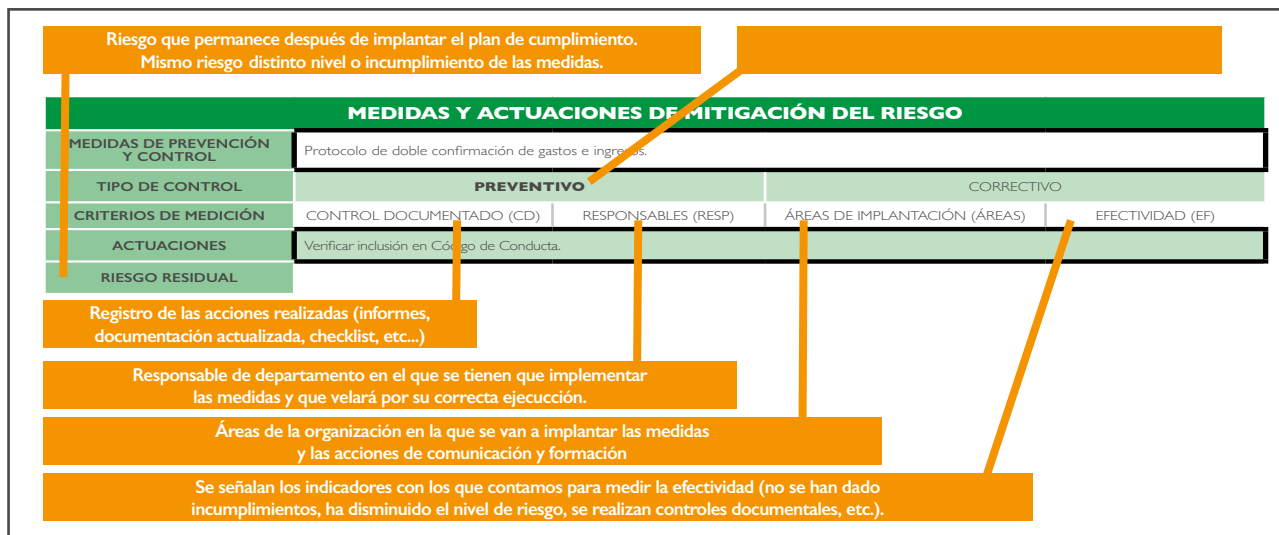 Riesgo que permanece después de implantar el plan de cumplimiento.
Mismo riesgo distinto nivel o incumplimiento de las medidas.
MEDIDAS Y ACTUACIONES DE MITIGACIÓN DEL RIESGO
MEDIDAS DE PREVENCIÓN
Y CONTROL
Protocolo de doble confirmación de gastos e ingresos.
TIPO DE CONTROL
PREVENTIVO
CORRECTIVO
CRITERIOS DE MEDICIÓN
CONTROL DOCUMENTADO (CD)
RESPONSABLES (RESP)
ÁREAS DE IMPLANTACIÓN (ÁREAS)
EFECTIVIDAD (EF)
ACTUACIONES
Verificar inclusión en Código de Conducta.
RIESGO RESIDUAL
Registro de las acciones realizadas (informes,
documentación actualizada, checklist, etc...)
Responsable de departamento en el que se tienen que implementar
las medidas y que velará por su correcta ejecucción.
Áreas de la organización en la que se van a implantar las medidas
y las acciones de comunicación y formación
Se señalan los indicadores con los que contamos para medir la efectividad (no se han dado
incumplimientos, ha disminuido el nivel de riesgo, se realizan controles documentales, etc.).